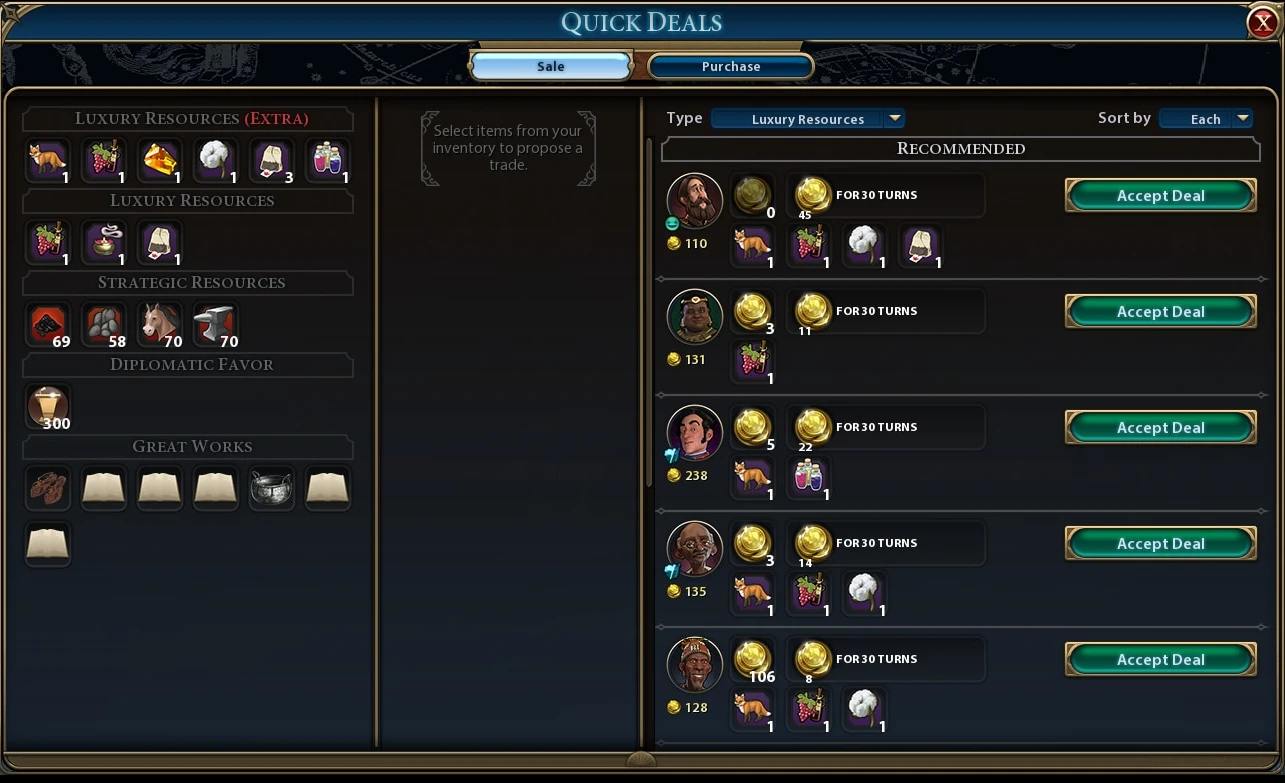 QUICK DEALS
X
Sale
Purchase
LUXURY RESOURCES (EXTRA)
1 1 1 1 3 1
LUXURY RESOURCES
1 1 1
STRATEGIC RESOURCES
69 58 70 70
DIPLOMATIC FAVOR
300
GREAT WORKS
Select items from your
inventory to propose a
trade.
Type Luxury Resources Sort by Each
RECOMMENDED
0 45 FOR 30 TURNS Accept Deal
110 1 1 1 1
3 11 FOR 30 TURNS Accept Deal
131 1
5 22 FOR 30 TURNS Accept Deal
238 1 1
3 14 FOR 30 TURNS Accept Deal
135 1 1 1
106 8 FOR 30 TURNS Accept Deal
128 1 1 1